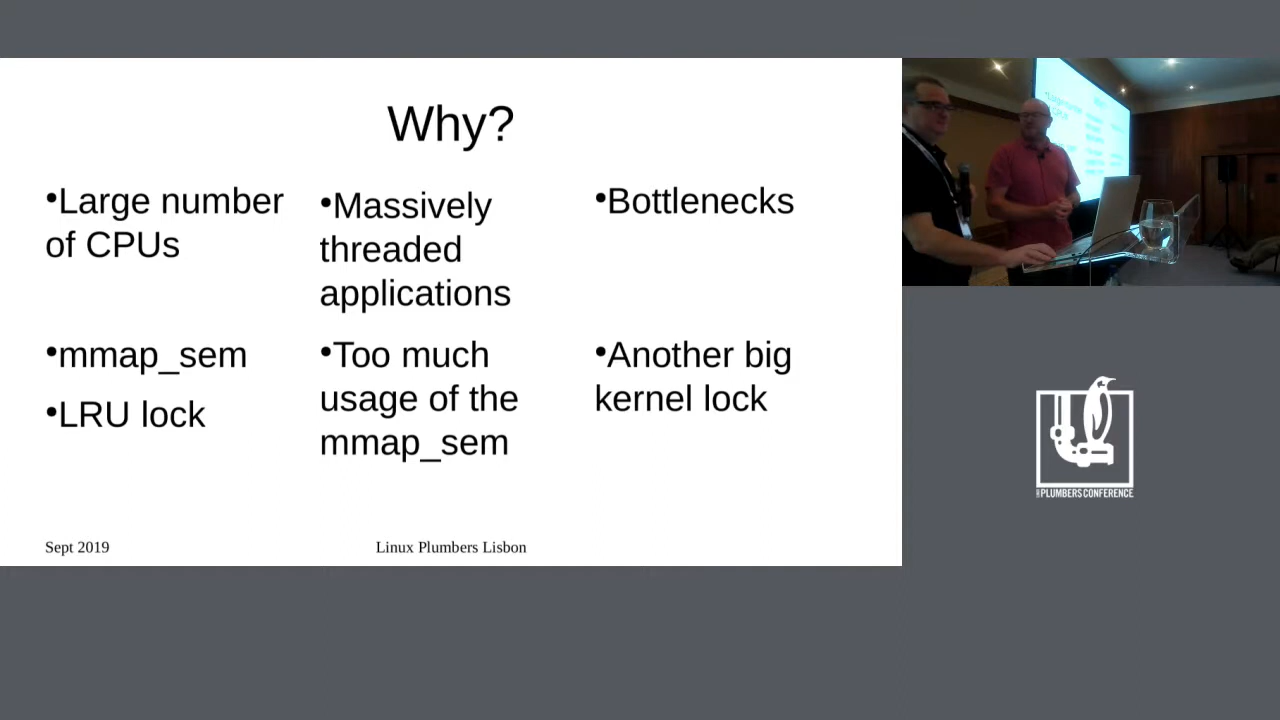 Why?
•Large number
of CPUs
•Massively
threaded
applications
•Bottlenecks
•mmap_sem
•LRU lock
•Too much
usage of the
mmap_sem
•Another big
kernel lock
Sept 2019
Linux Plumbers Lisbon
PLUMBERS CONFERENCE